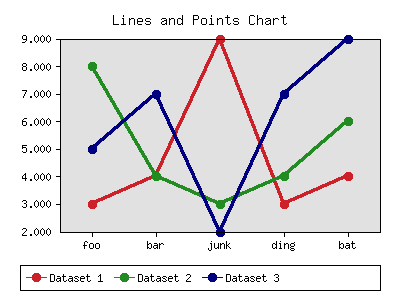 Lines and Points Chart
9.000
8.000
7.000
6.000
5.000
4.000
3.000
2.000
foo bar junk ding bat
Dataset 1 Dataset 2 Dataset 3